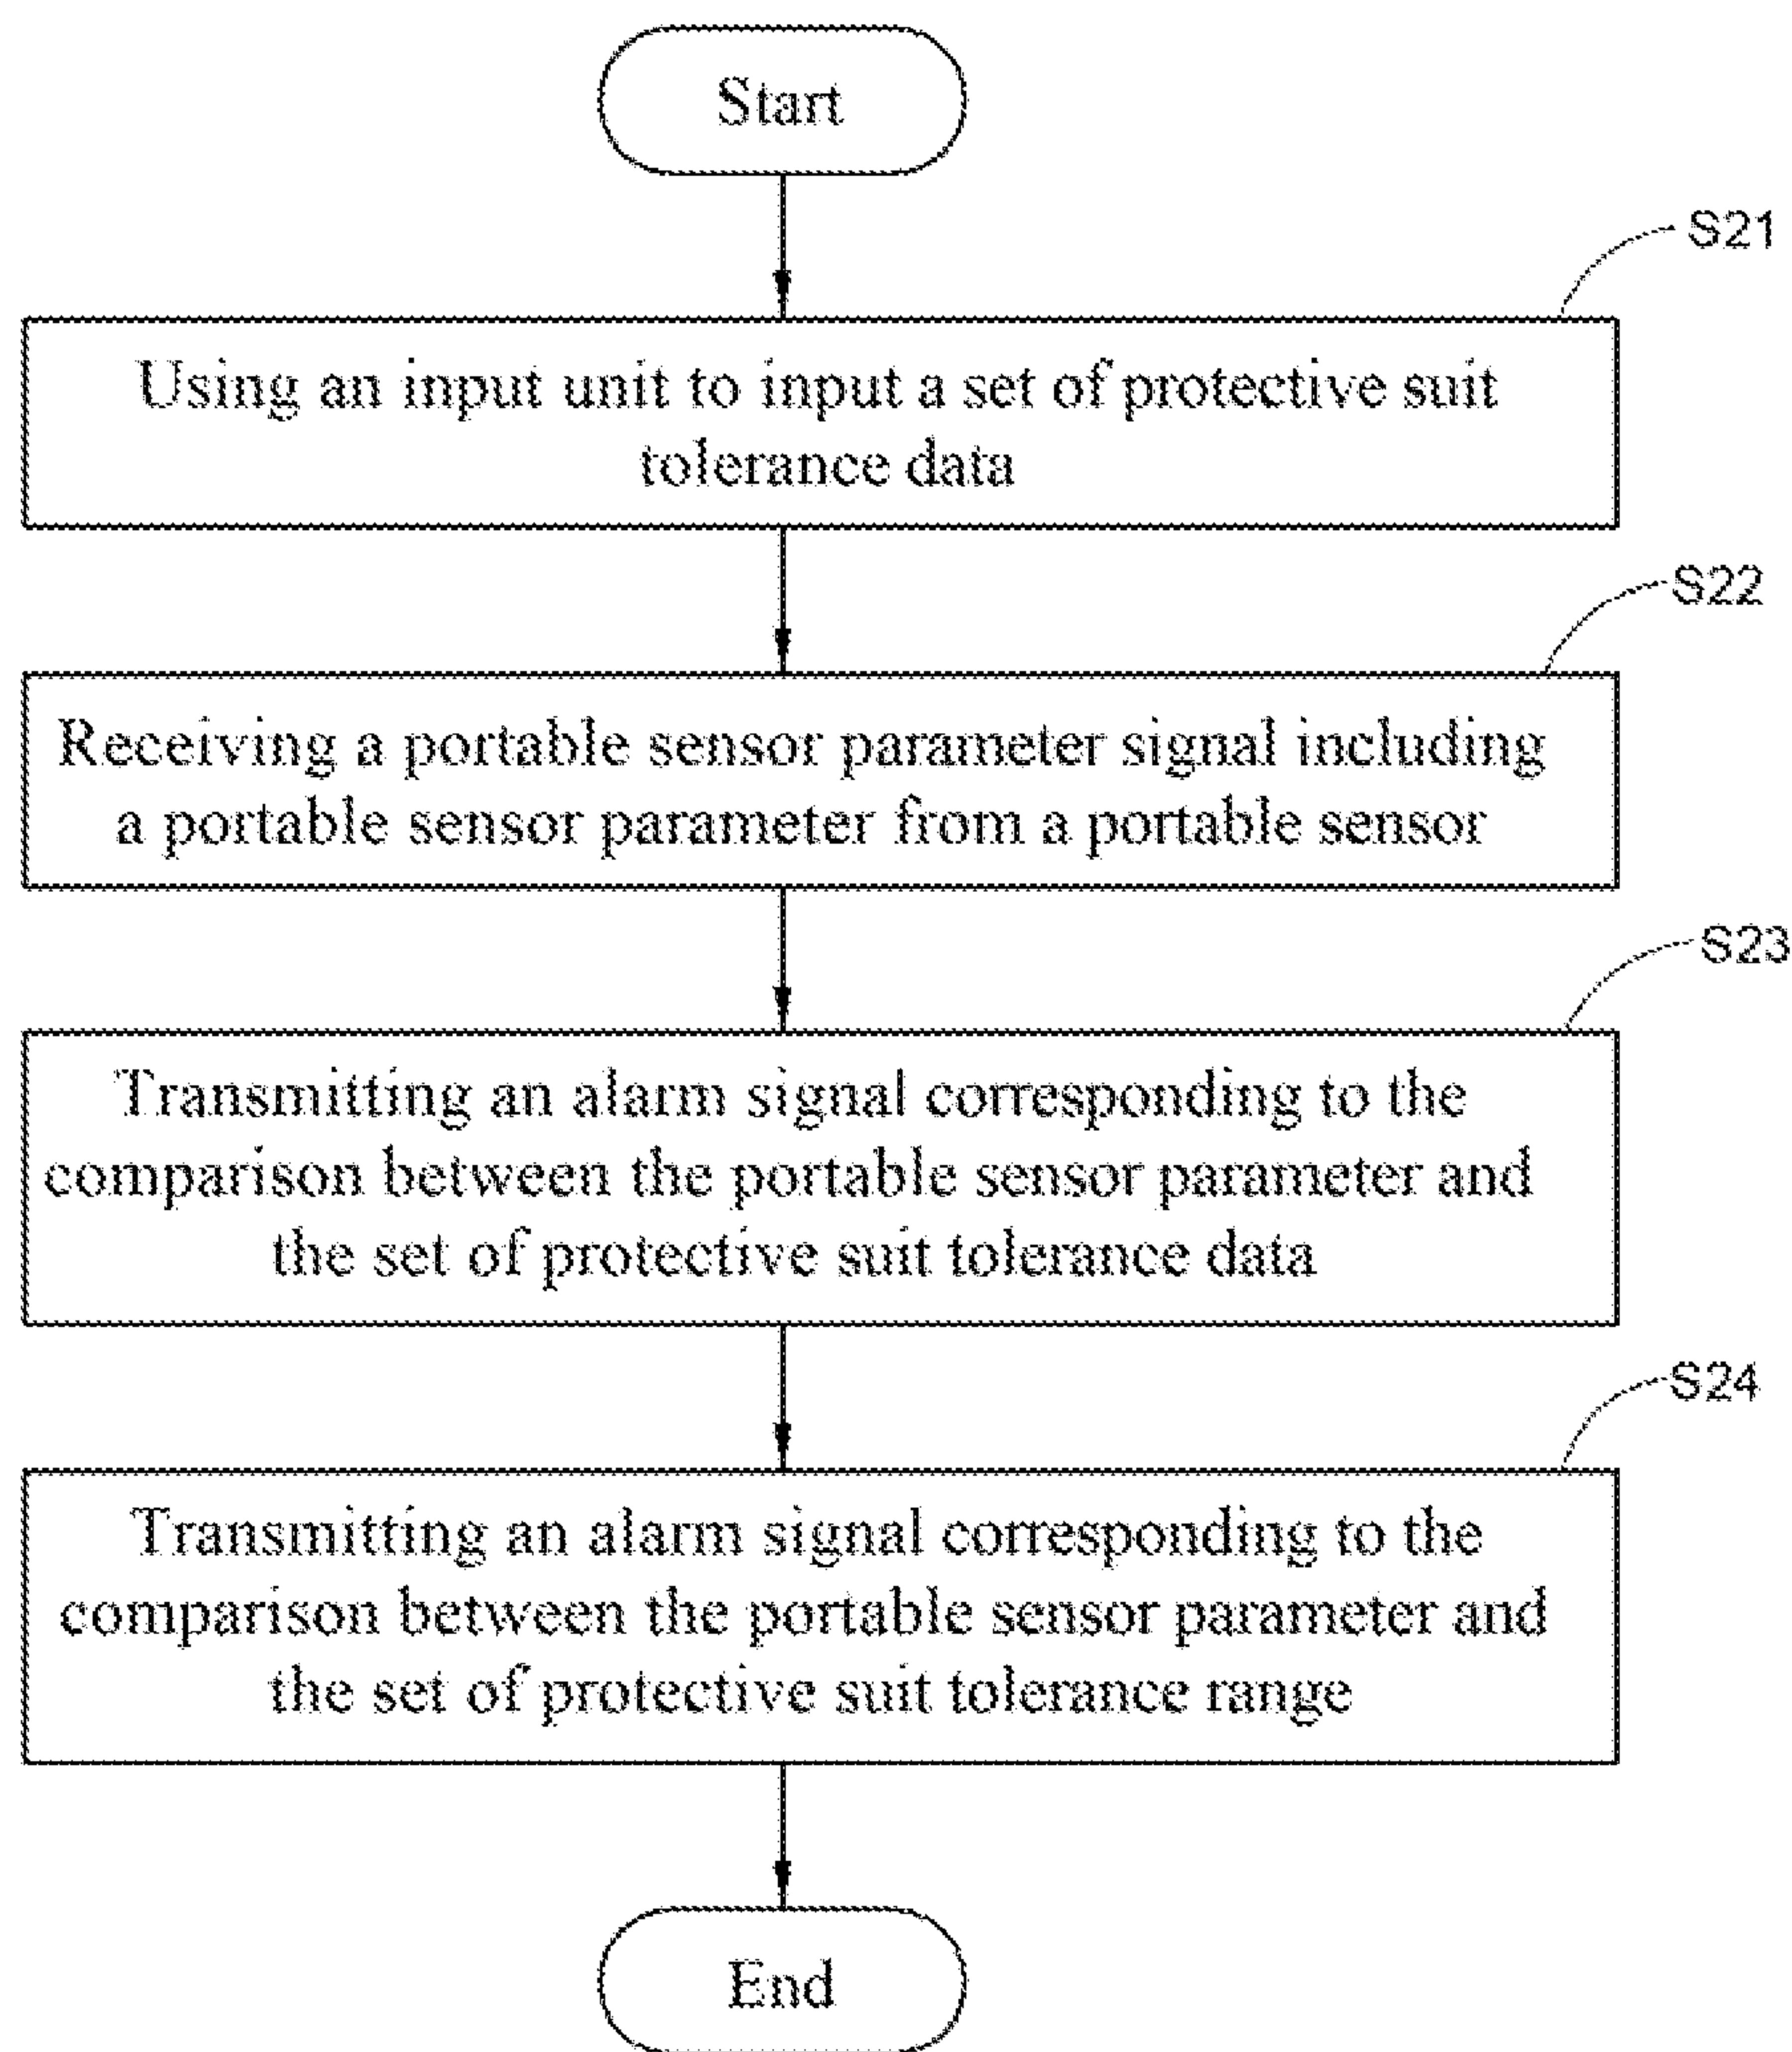 Start
S21
Using an input unit to input a set of protective suit
tolerance data
S22
Receiving a portable sensor parameter signal including
a portable sensor parameter from a portable sensor
S23
Transmitting an alarm signal corresponding to the
comparison between the portable sensor parameter and
the set of protective suit tolerance data
S24
Transmitting an alarm signal corresponding to the
comparison between the portable sensor parameter and
the set of protective suit tolerance range
End